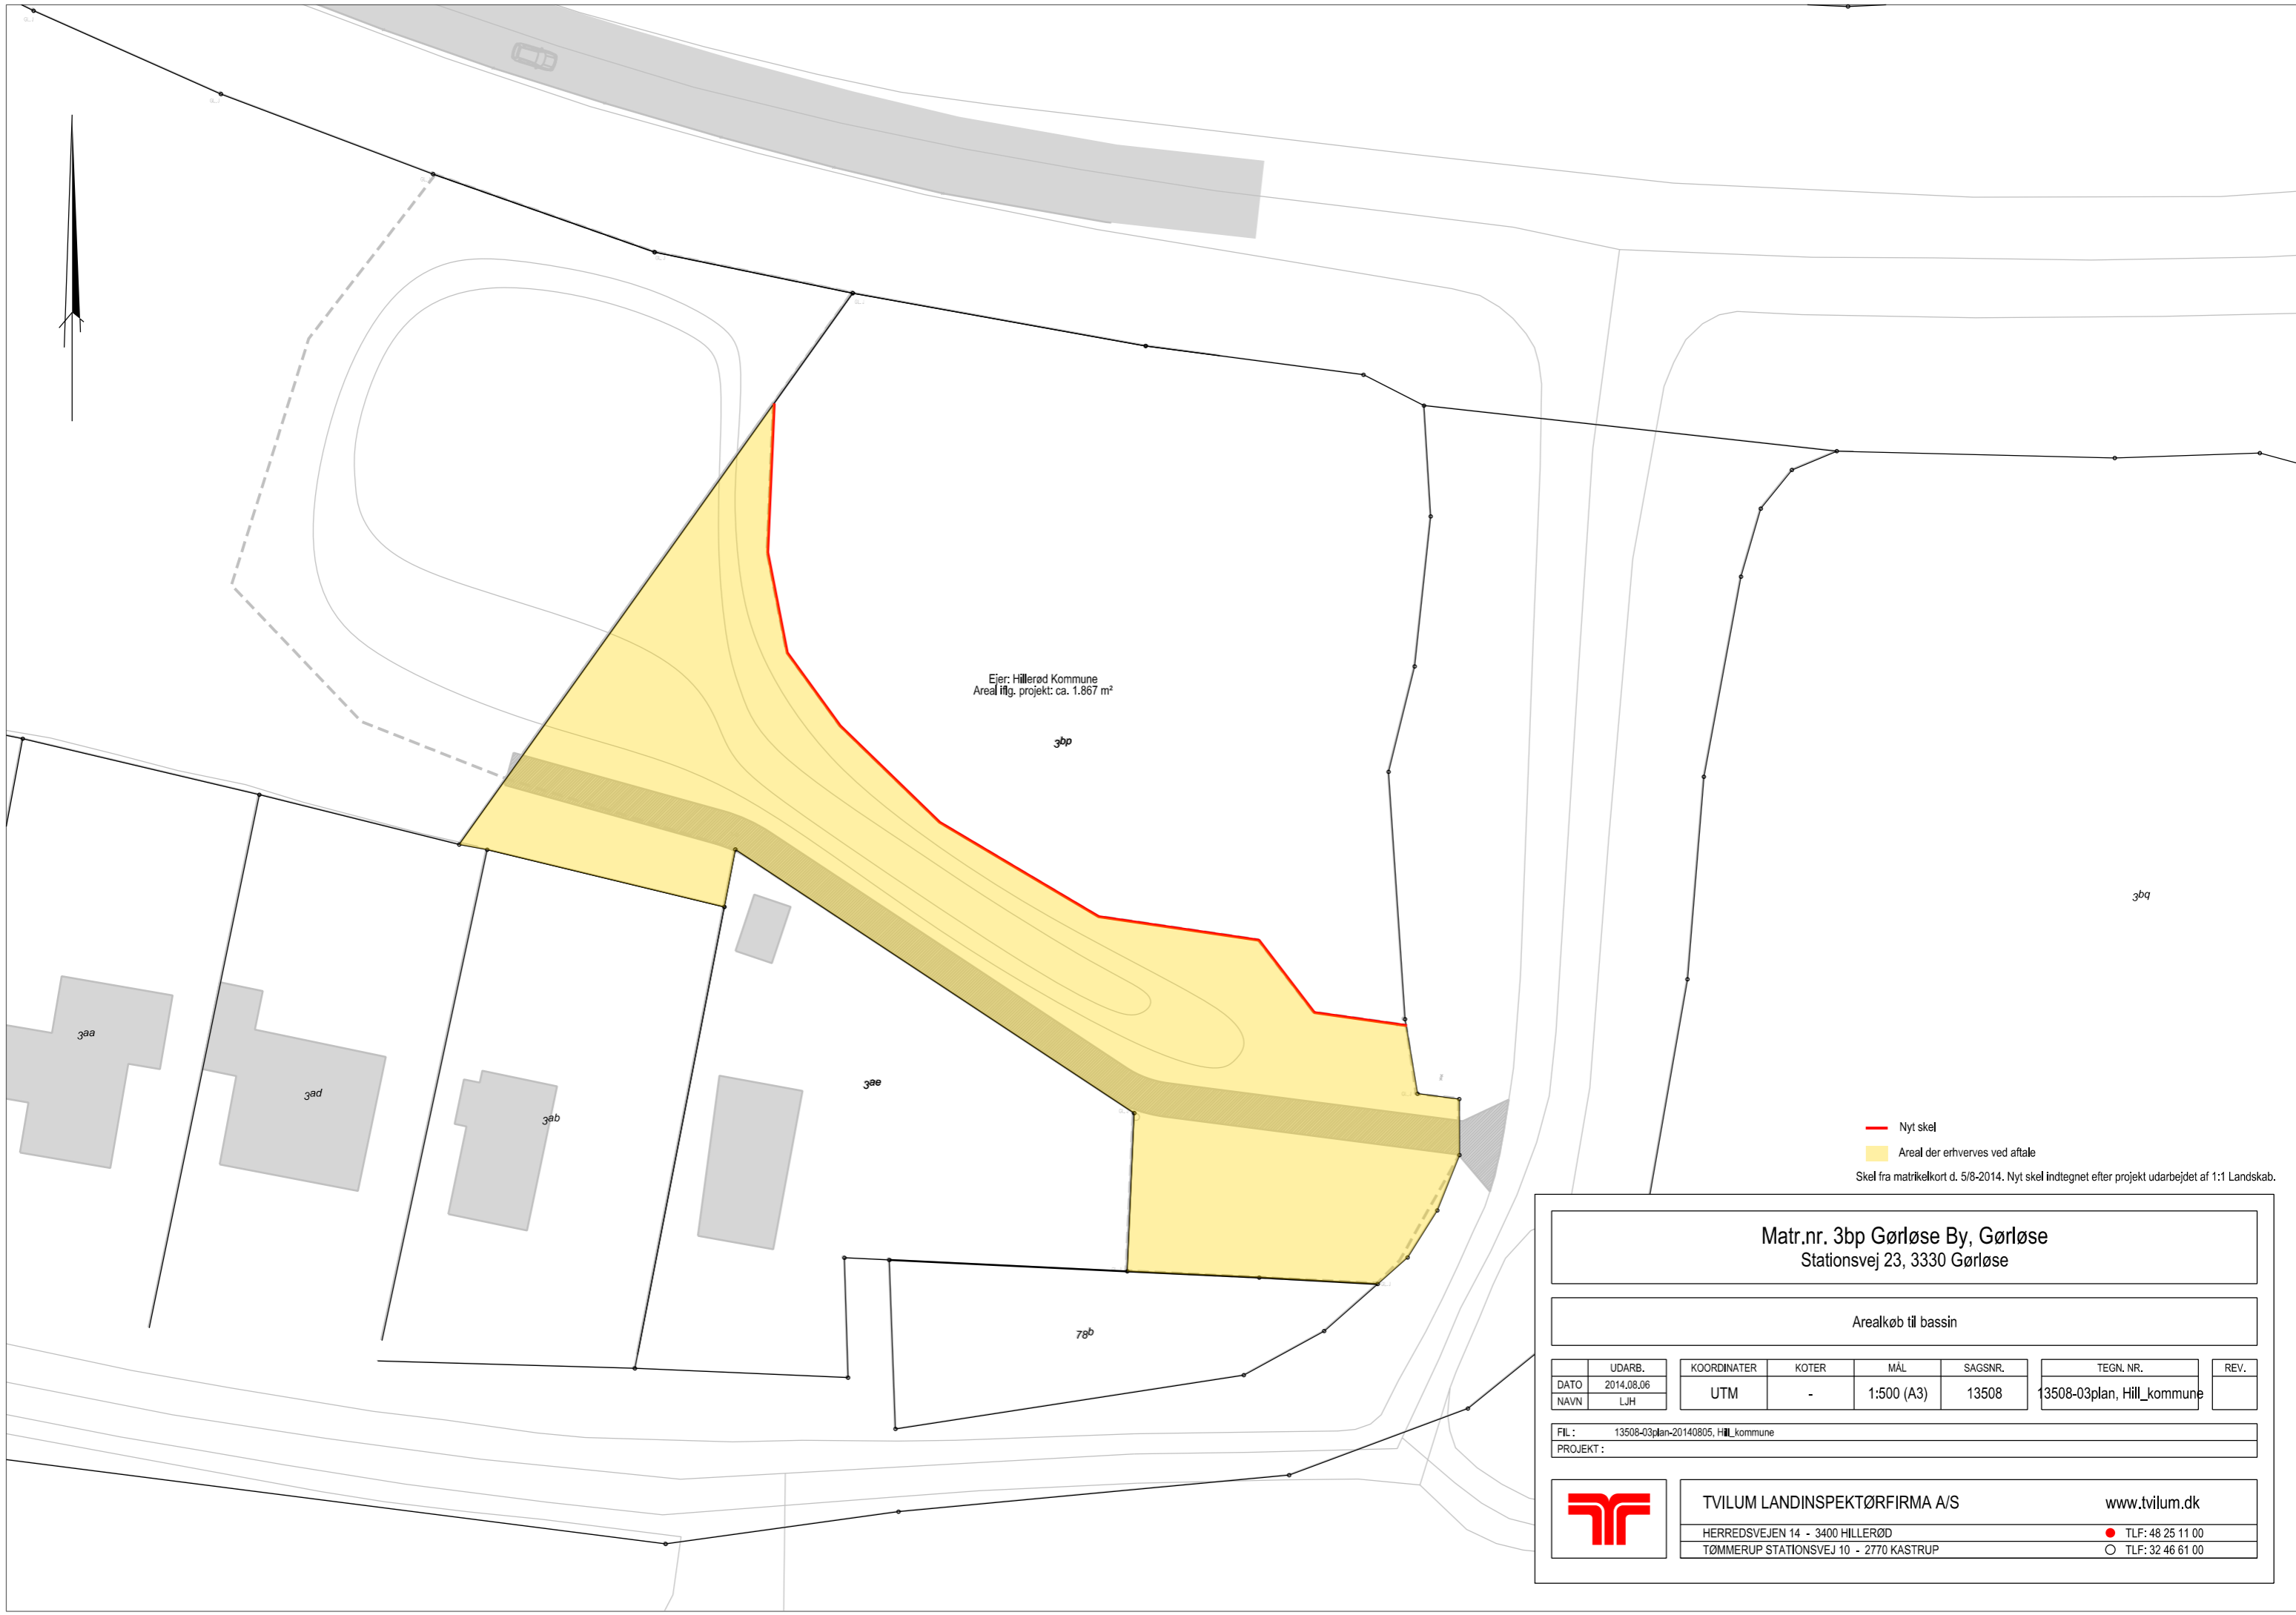 Ejer: Hillerød Kommune
Areal iflg. projekt: ca. 1.867 m²
3bp
3bq
3aa
3ad
3ab
3ae
78b
Nyt skel
Areal der erhverves ved aftale
Skel fra matrikelkort d. 5/8-2014. Nyt skel indtegnet efter projekt udarbejdet af 1:1 Landskab.
Matr.nr. 3bp Gørløse By, Gørløse
Stationsvej 23, 3330 Gørløse
Arealkøb til bassin
UDARB. KOORDINATER KOTER MÅL SAGSNR. TEGN. NR. REV.
DATO 2014.08.06 UTM - 1:500 (A3) 13508 13508-03plan, Hill_kommune
NAVN LJH
FIL : 13508-03plan-20140805, Hill_kommune
PROJEKT :
TVILUM LANDINSPEKTØRFIRMA A/S www.tvilum.dk
HERREDSVEJEN 14 - 3400 HILLERØD TLF: 48 25 11 00
TØMMERUP STATIONSVEJ 10 - 2770 KASTRUP TLF: 32 46 61 00